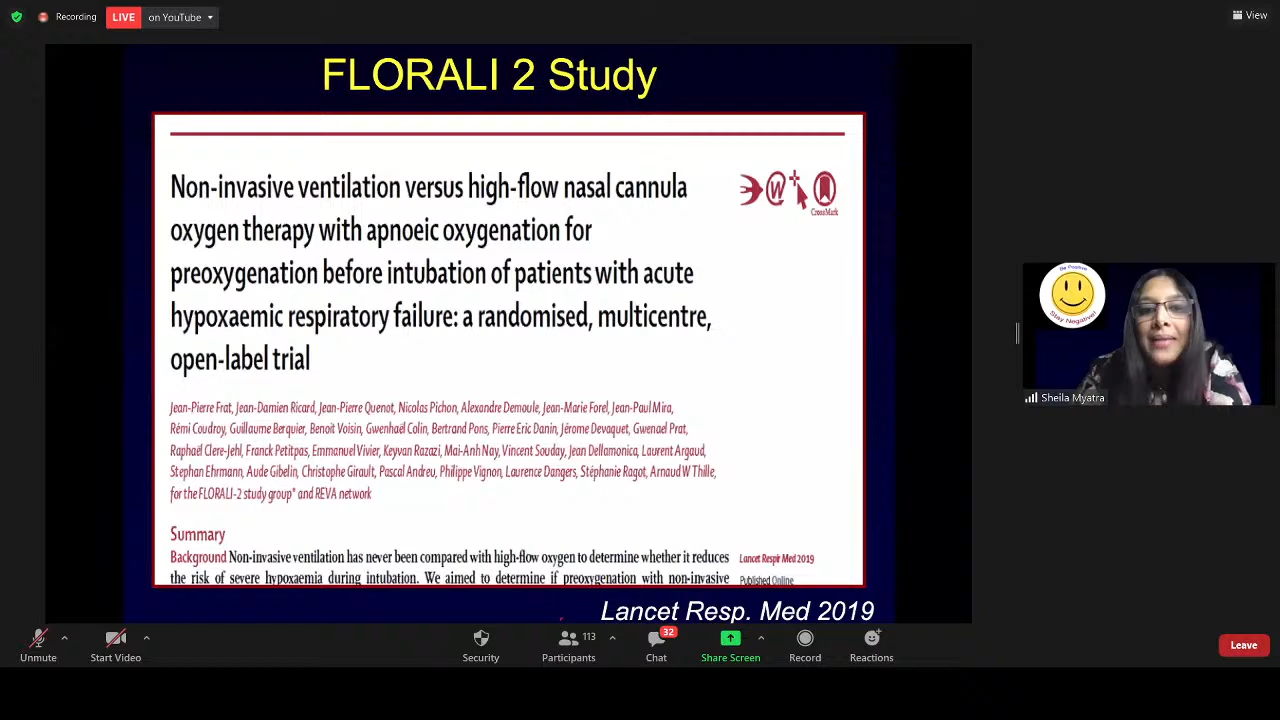 Recording
LIVE on YouTube
View
FLORALI 2 Study
Non-invasive ventilation versus high-flow nasal cannula
oxygen therapy with apnoeic oxygenation for
preoxygenation before intubation of patients with acute
hypoxaemic respiratory failure: a randomised, multicentre,
open-label trial
CrossMark
Jean-Pierre Frat, Jean-Damien Ricard, Jean-Pierre Quenot, Nicolas Pichon, Alexandre Demoule, Jean-Marie Forel, Jean-Paul Mira,
Rémi Coudroy, Guillaume Berquier, Benoit Voisin, Gwenhaël Colin, Bertrand Pons, Pierre Eric Danin, Jérome Devaquet, Gwenael Prat,
Raphaël Clere-Jehl, Franck Petitpas, Emmanuel Vivier, Keyvan Razazi, Mai-Anh Nay, Vincent Souday, Jean Dellamonica, Laurent Argaud,
Stephan Ehrmann, Aude Gibelin, Christophe Girault, Pascal Andreu, Philippe Vignon, Laurence Dangers, Stéphanie Ragot, Arnaud W Thille,
for the FLORALI-2 study group* and REVA network
Summary
Background Non-invasive ventilation has never been compared with high-flow oxygen to determine whether it reduces
the risk of severe hypoxaemia during intubation. We aimed to determine if preoxygenation with non-invasive
Lancet Respir Med 2019
Published Online
Lancet Resp. Med 2019
Be Positive
Stay Negative!
Sheila Myatra
Unmute
Start Video
Security
113
Participants
32
Chat
Share Screen
Record
Reactions
Leave